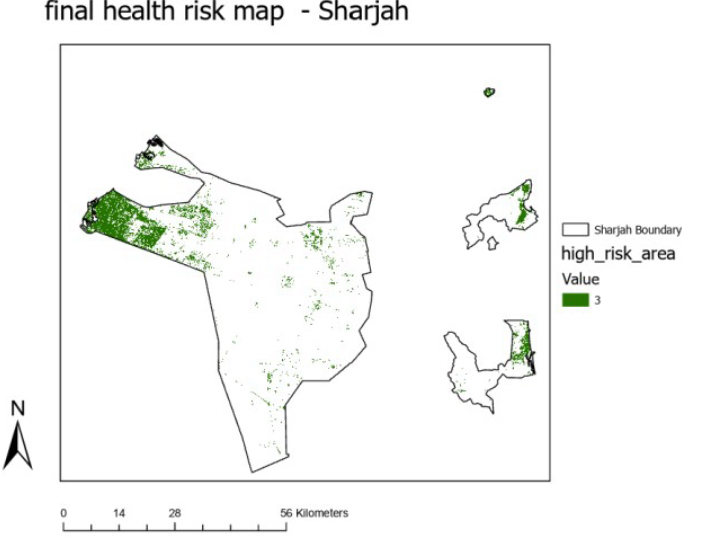 final health risk map  - Sharjah
Sharjah Boundary
high_risk_area
Value
3
N
0 14 28 56 Kilometers